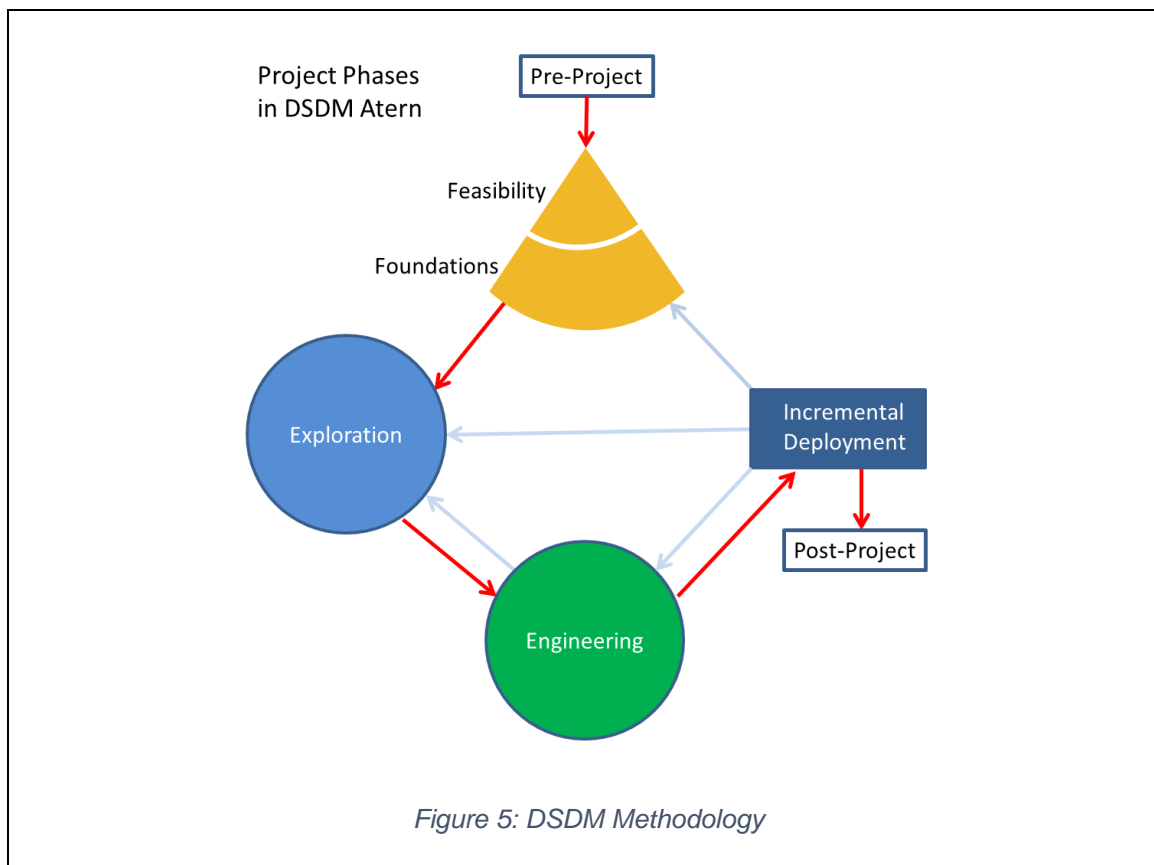 Project Phases
in DSDM Atern
Pre-Project
Feasibility
Foundations
Exploration
Incremental
Deployment
Post-Project
Engineering
Figure 5: DSDM Methodology